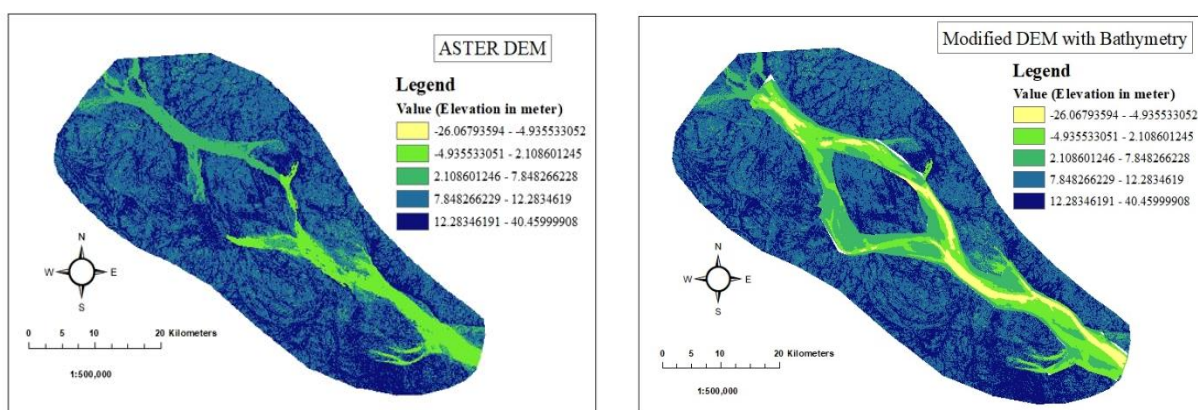 ASTER DEM
Legend
Value (Elevation in meter)
-26.06793594 - -4.935533052
-4.935533051 - 2.108601245
2.108601246 - 7.848266228
7.848266229 - 12.2834619
12.28346191 - 40.45999908
N
W E
S
0 5 10 20 Kilometers
1:500,000
Modified DEM with Bathymetry
Legend
Value (Elevation in meter)
-26.06793594 - -4.935533052
-4.935533051 - 2.108601245
2.108601246 - 7.848266228
7.848266229 - 12.2834619
12.28346191 - 40.45999908
N
W E
S
0 5 10 20 Kilometers
1:500,000